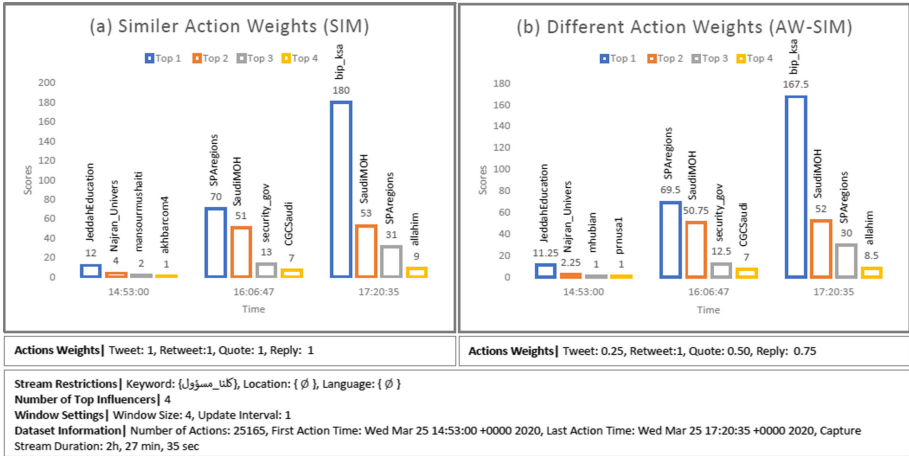 (a) Similer Action Weights (SIM)
Top 1 Top 2 Top 3 Top 4
Scores
200
180
160
140
120
100
80
60
40
20
0
JeddahEducation
12
Najran_Univers
4
mansourmushaiti
2
akhbarcom4
1
SPAregions
70
SaudiMOH
51
security_gov
13
CGCSaudi
7
bip_ksa
180
SaudiMOH
53
SPAregions
31
allahim
9
14:53:00 16:06:47 17:20:35
Time
(b) Different Action Weights (AW-SIM)
Top 1 Top 2 Top 3 Top 4
Scores
180
160
140
120
100
80
60
40
20
0
JeddahEducation
11.25
Najran_Univers
2.25
mhubian
1
prnusa1
1
SPAregions
69.5
SaudiMOH
50.75
security_gov
12.5
CGCSaudi
7
bip_ksa
167.5
SaudiMOH
52
SPAregions
30
allahim
8.5
14:53:00 16:06:47 17:20:35
Time
Actions Weights| Tweet: 1, Retweet:1, Quote: 1, Reply: 1
Actions Weights| Tweet: 0.25, Retweet:1, Quote: 0.50, Reply: 0.75
Stream Restrictions| Keyword: {كلنا_مسؤول}, Location: { Ø }, Language: { Ø }
Number of Top Influencers| 4
Window Settings| Window Size: 4, Update Interval: 1
Dataset Information| Number of Actions: 25165, First Action Time: Wed Mar 25 14:53:00 +0000 2020, Last Action Time: Wed Mar 25 17:20:35 +0000 2020, Capture
Stream Duration: 2h, 27 min, 35 sec